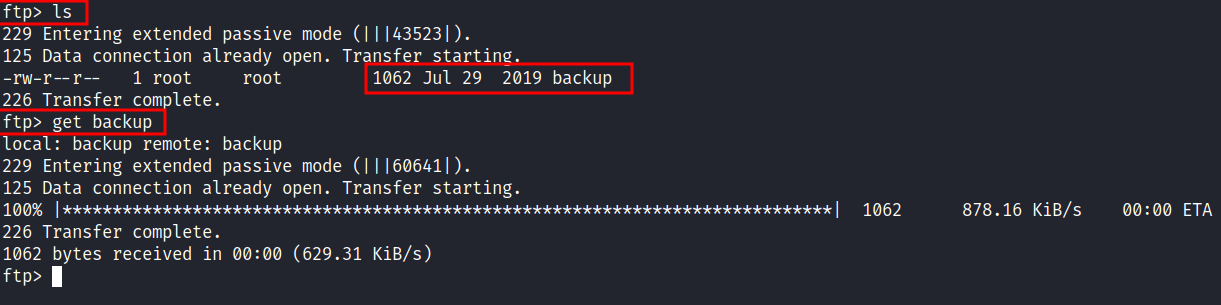 ftp> ls
229 Entering extended passive mode (|||43523|).
125 Data connection already open. Transfer starting.
-rw-r--r--   1 root     root         1062 Jul 29  2019 backup
226 Transfer complete.
ftp> get backup
local: backup remote: backup
229 Entering extended passive mode (|||60641|).
125 Data connection already open. Transfer starting.
100% |*****************************************************************************|  1062      878.16 KiB/s    00:00 ETA
226 Transfer complete.
1062 bytes received in 00:00 (629.31 KiB/s)
ftp>